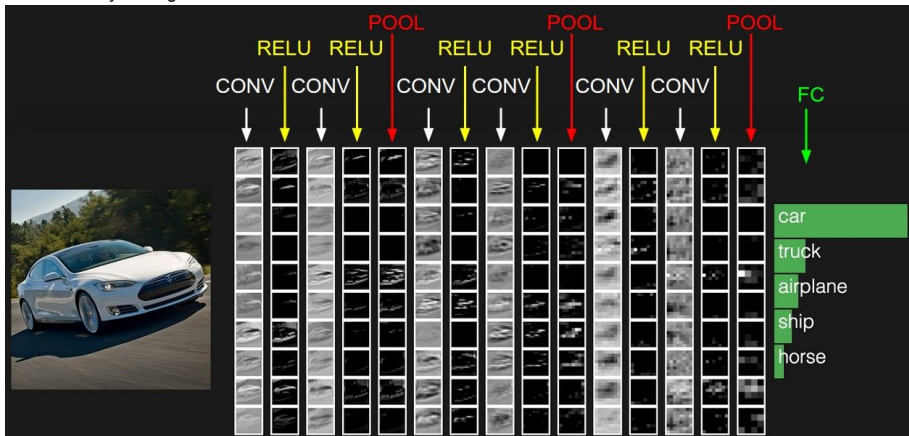 POOL POOL POOL
RELU RELU RELU RELU RELU RELU
CONV CONV CONV CONV CONV CONV
FC
car
truck
airplane
ship
horse